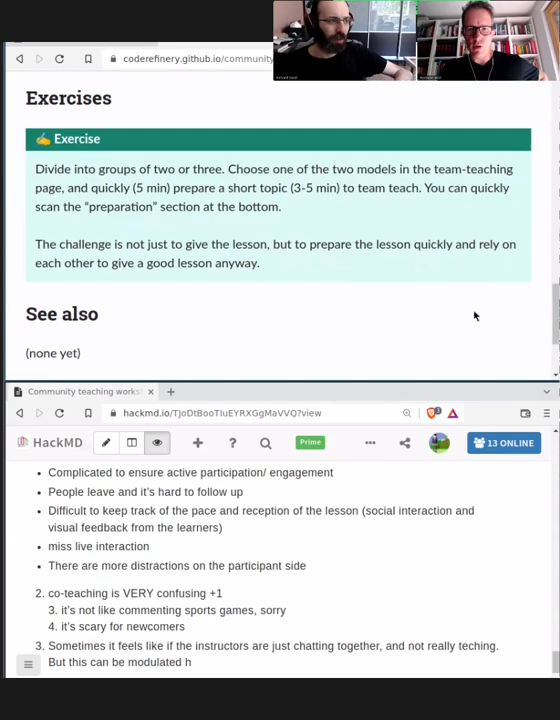 coderefinery.github.io/community
Exercises
✍️ Exercise
Divide into groups of two or three. Choose one of the two models in the team-teaching
page, and quickly (5 min) prepare a short topic (3-5 min) to team teach. You can quickly
scan the “preparation” section at the bottom.
The challenge is not just to give the lesson, but to prepare the lesson quickly and rely on
each other to give a good lesson anyway.
See also
(none yet)
Community teaching works
hackmd.io/TjoDtBooTIuEYRXGgMaVVQ?view
HackMD
Prime
13 ONLINE
• Complicated to ensure active participation/ engagement
• People leave and it's hard to follow up
• Difficult to keep track of the pace and reception of the lesson (social interaction and
visual feedback from the learners)
• miss live interaction
• There are more distractions on the participant side
2. co-teaching is VERY confusing +1
3. it's not like commenting sports games, sorry
4. it's scary for newcomers
3. Sometimes it feels like if the instructors are just chatting together, and not really teching.
But this can be modulated h